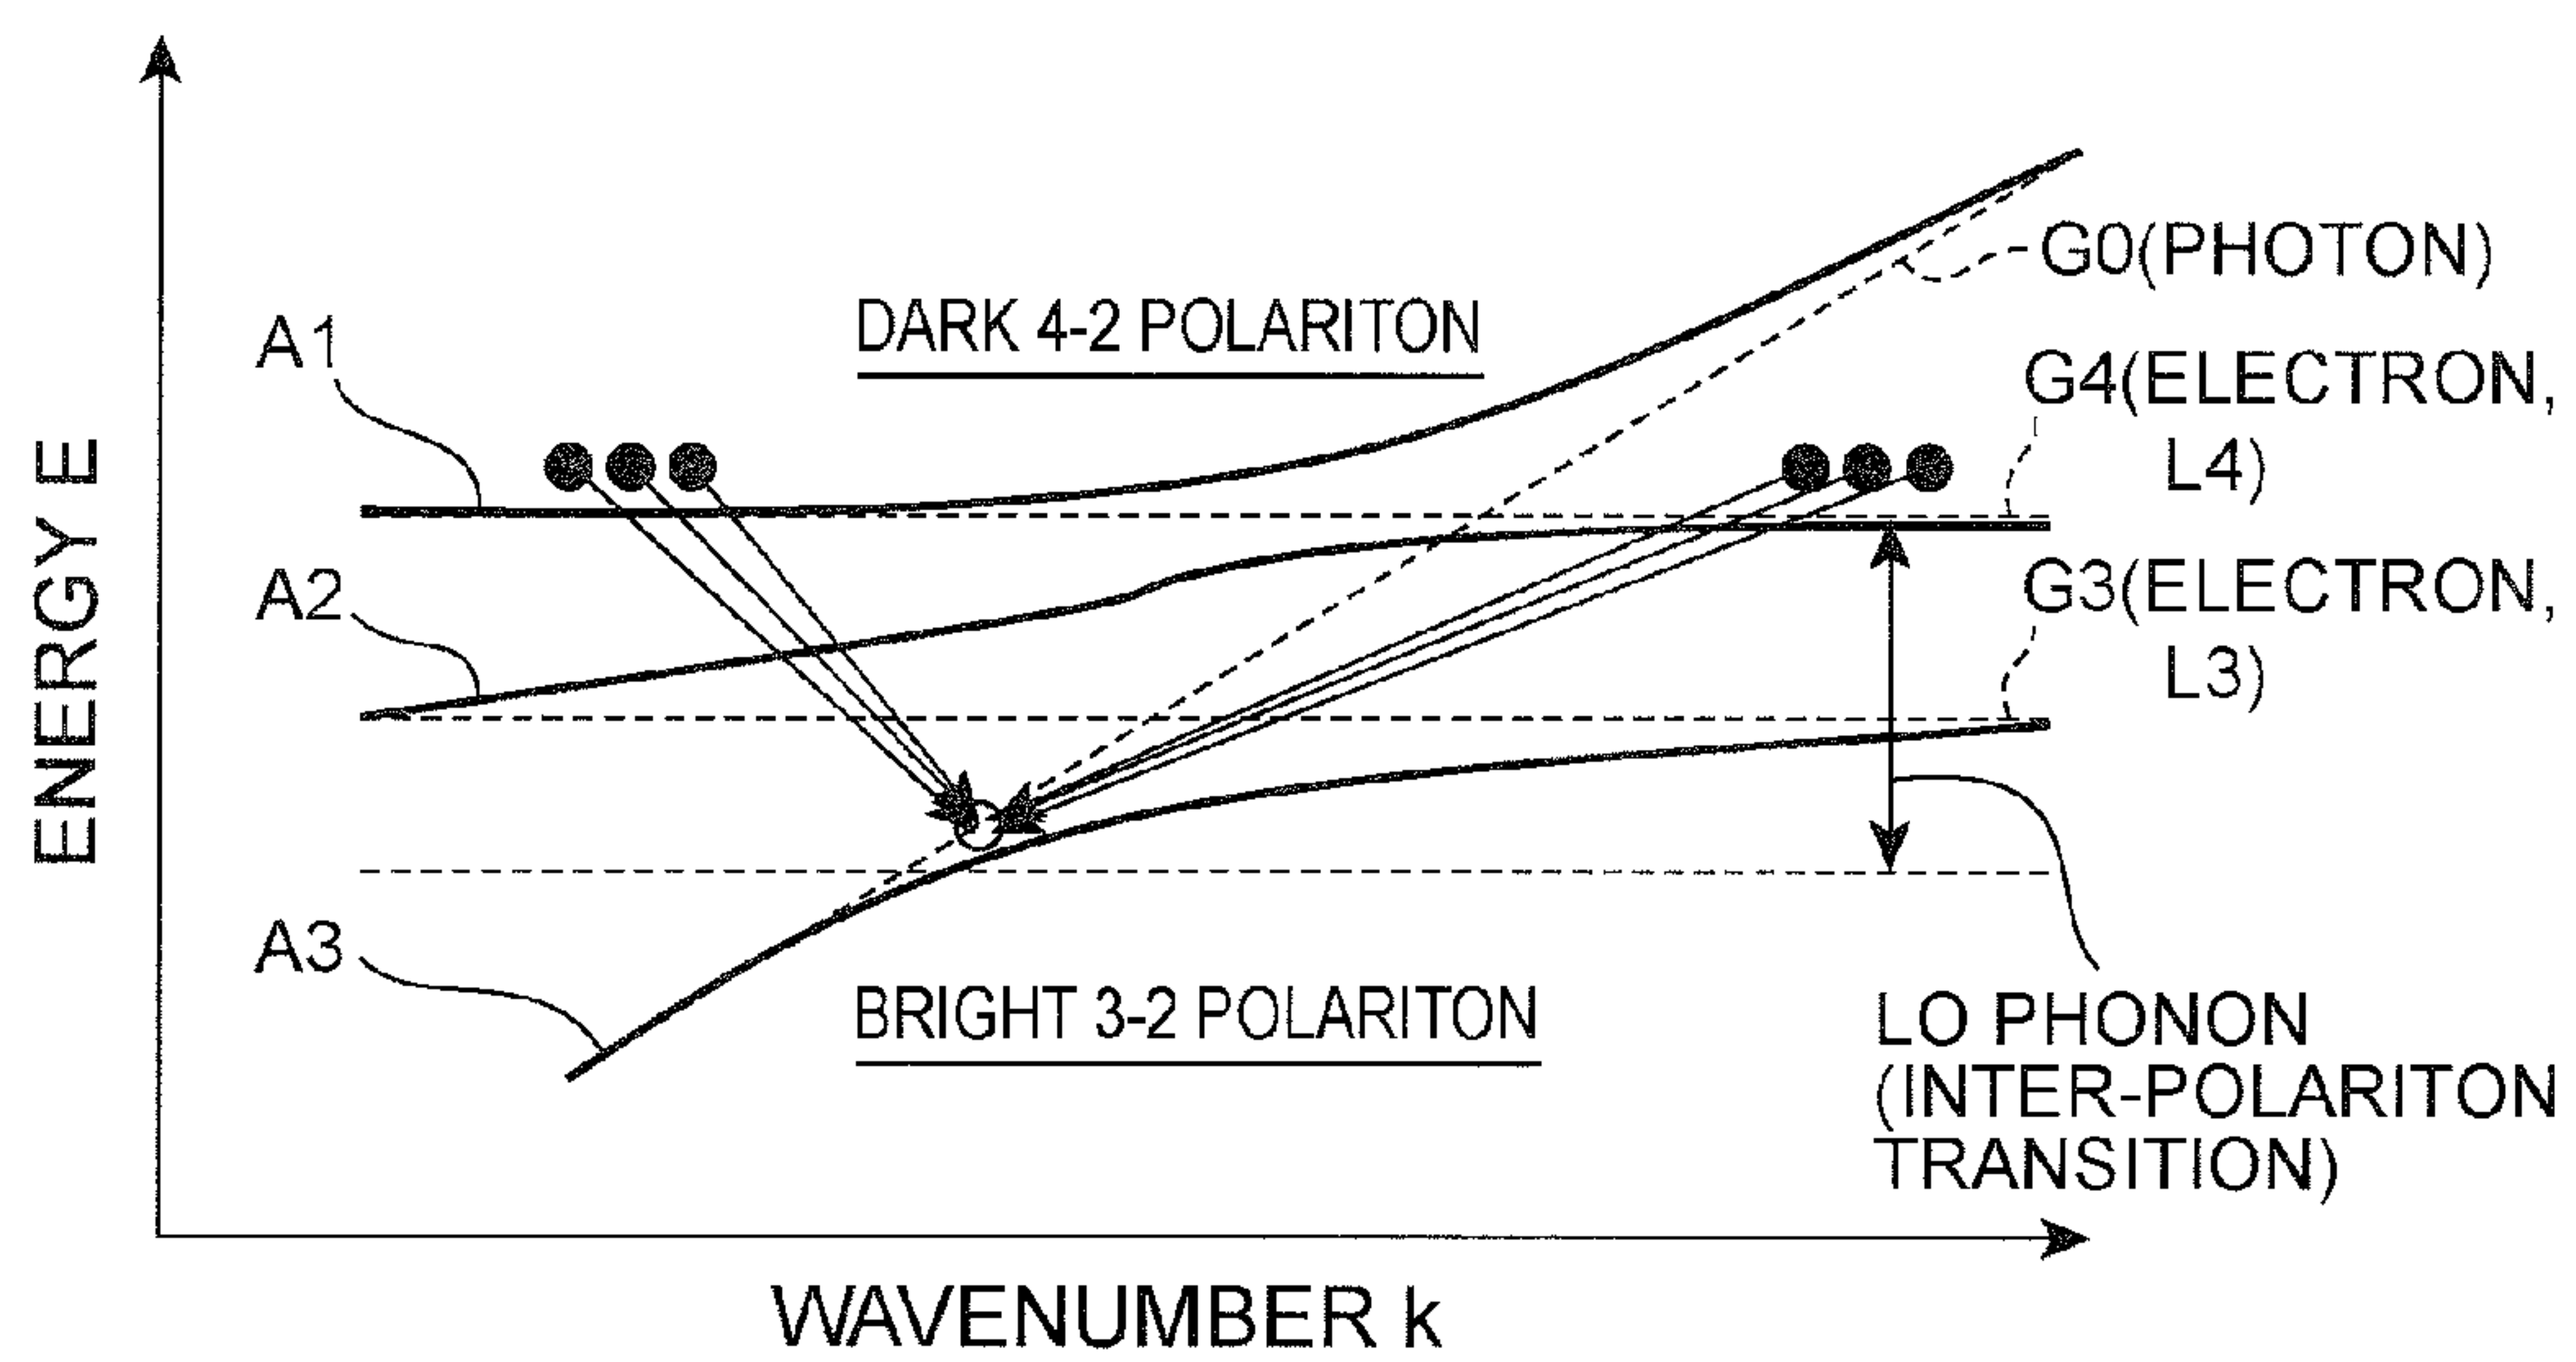 ENERGY E
A1
A2
A3
DARK 4-2 POLARITON
BRIGHT 3-2 POLARITON
G0(PHOTON)
G4(ELECTRON,
L4)
G3(ELECTRON,
L3)
LO PHONON
(INTER-POLARITON
TRANSITION)
WAVENUMBER k